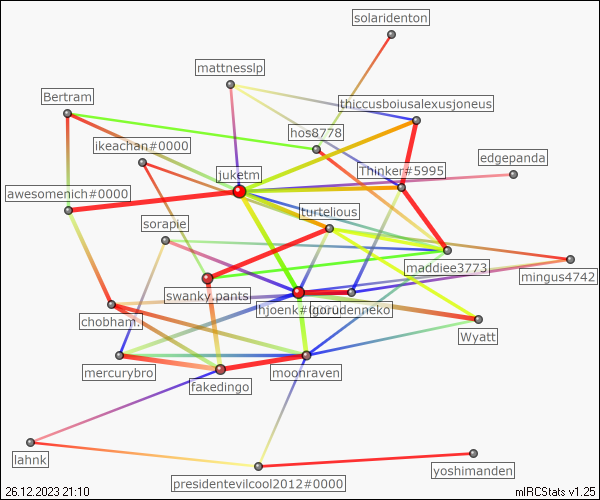 solaridenton
mattnesslp
Bertram
thiccusboiusalexusjoneus
hos8778
ikeachan#0000
edgepanda
Thinker#5995
juketm
awesomenich#0000
turtelious
sorapie
maddiee3773
mingus4742
swanky.pants
gorudenneko
chobham.
Wyatt
mercurybro
moonraven
fakedingo
lahnk
yoshimanden
presidentevilcool2012#0000
26.12.2023 21:10
mIRCStats v1.25